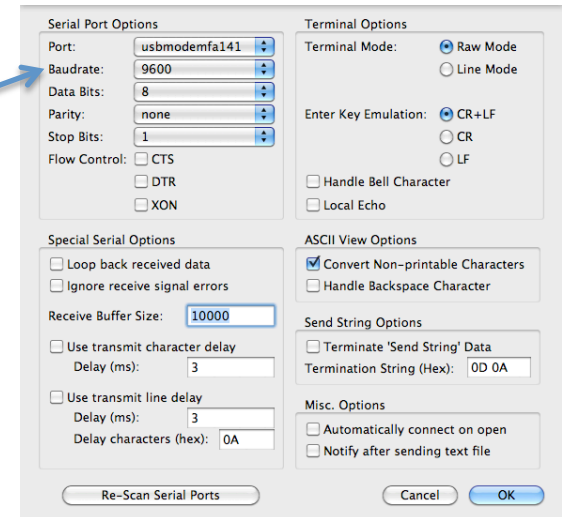 Serial Port Options
Port: usbmodemfa141
Baudrate: 9600
Data Bits: 8
Parity: none
Stop Bits: 1
Flow Control: CTS
DTR
XON
Terminal Options
Terminal Mode: Raw Mode
Line Mode
Enter Key Emulation: CR+LF
CR
LF
Handle Bell Character
Local Echo
Special Serial Options
Loop back received data
Ignore receive signal errors
Receive Buffer Size: 10000
Use transmit character delay
Delay (ms): 3
Use transmit line delay
Delay (ms): 3
Delay characters (hex): 0A
ASCII View Options
Convert Non-printable Characters
Handle Backspace Character
Send String Options
Terminate 'Send String' Data
Termination String (Hex): 0D 0A
Misc. Options
Automatically connect on open
Notify after sending text file
Re-Scan Serial Ports
Cancel
OK